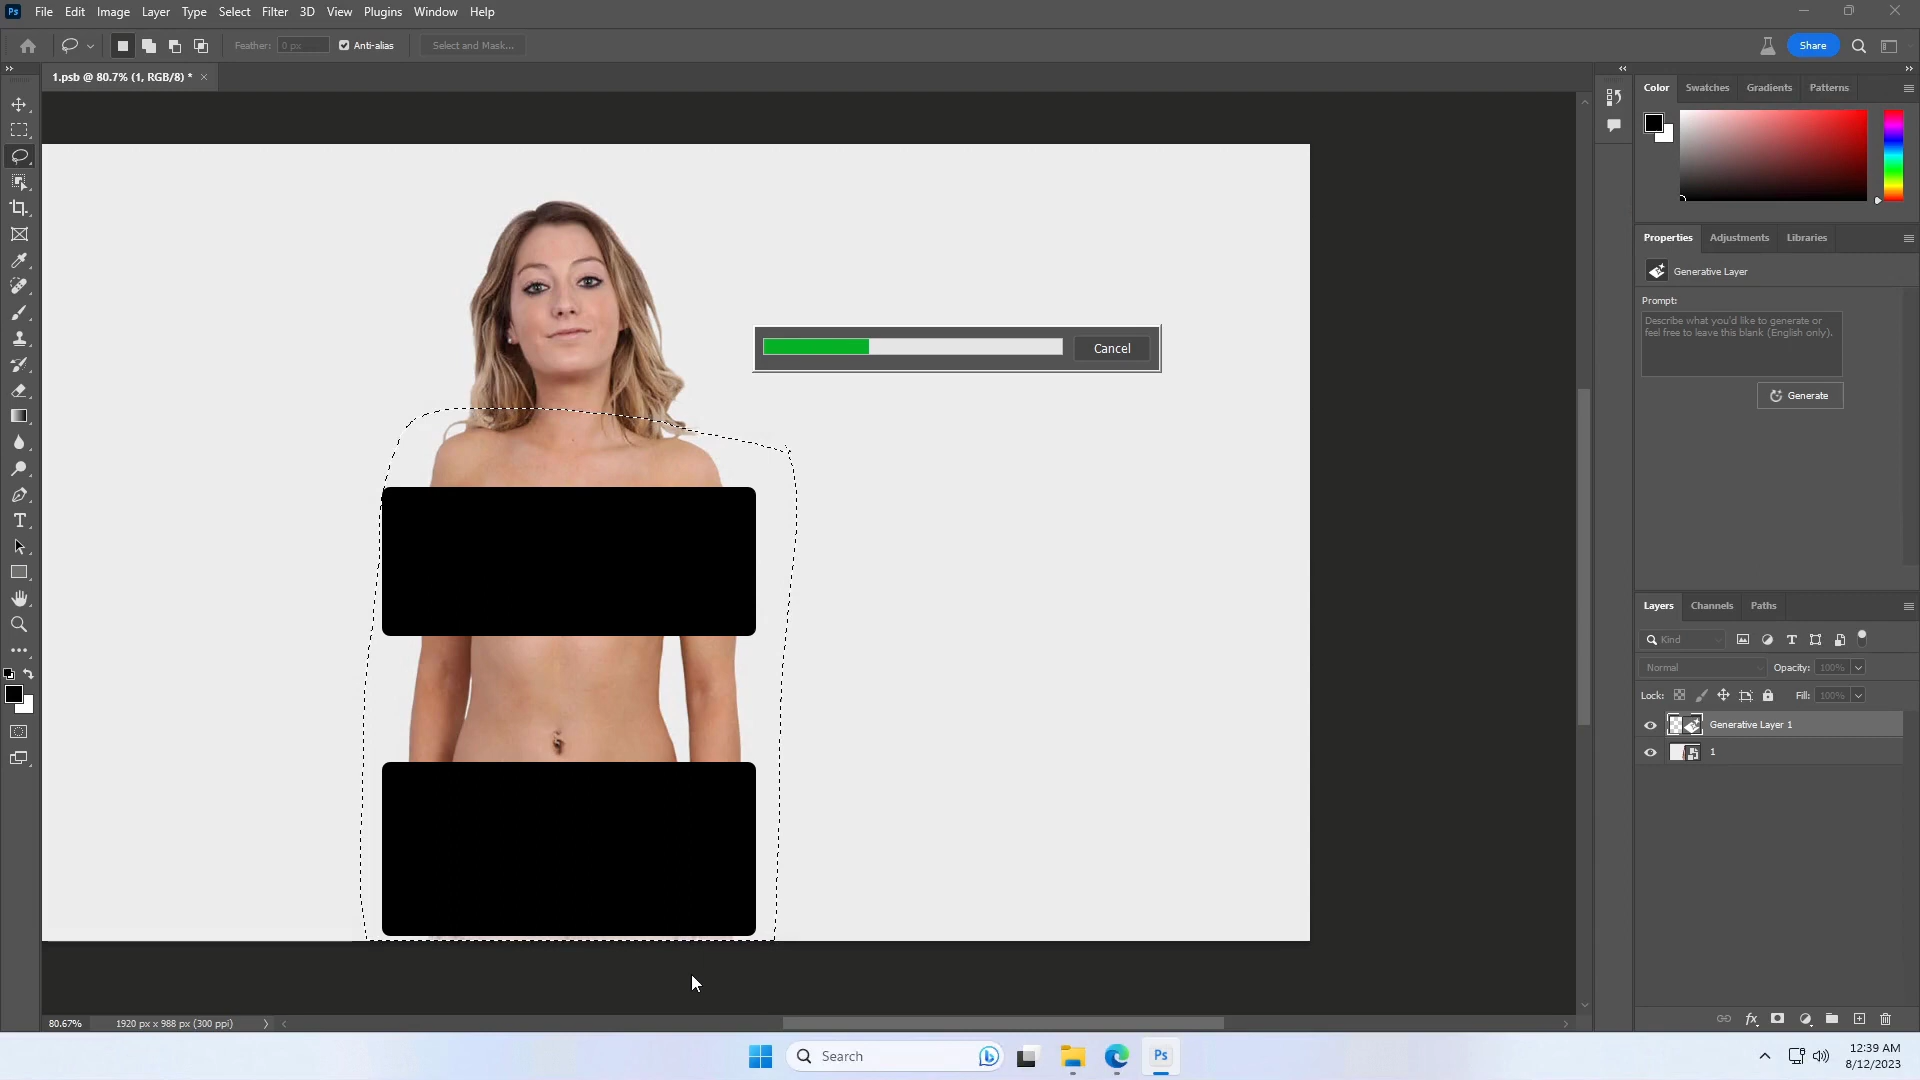 Ps File Edit Image Layer Type Select Filter 3D View Plugins Window Help
Feather: 0 px Anti-alias Select and Mask... Share
1.psb @ 80.7% (1, RGB/8) * ×
Color Swatches Gradients Patterns
Properties Adjustments Libraries
Generative Layer
Prompt:
Describe what you'd like to generate or
feel free to leave this blank (English only).
Generate
Cancel
Layers Channels Paths
Kind
Normal Opacity: 100%
Lock: Fill: 100%
Generative Layer 1
1
80.67% 1920 px x 988 px (300 ppi)
Search
Ps
12:39 AM
8/12/2023